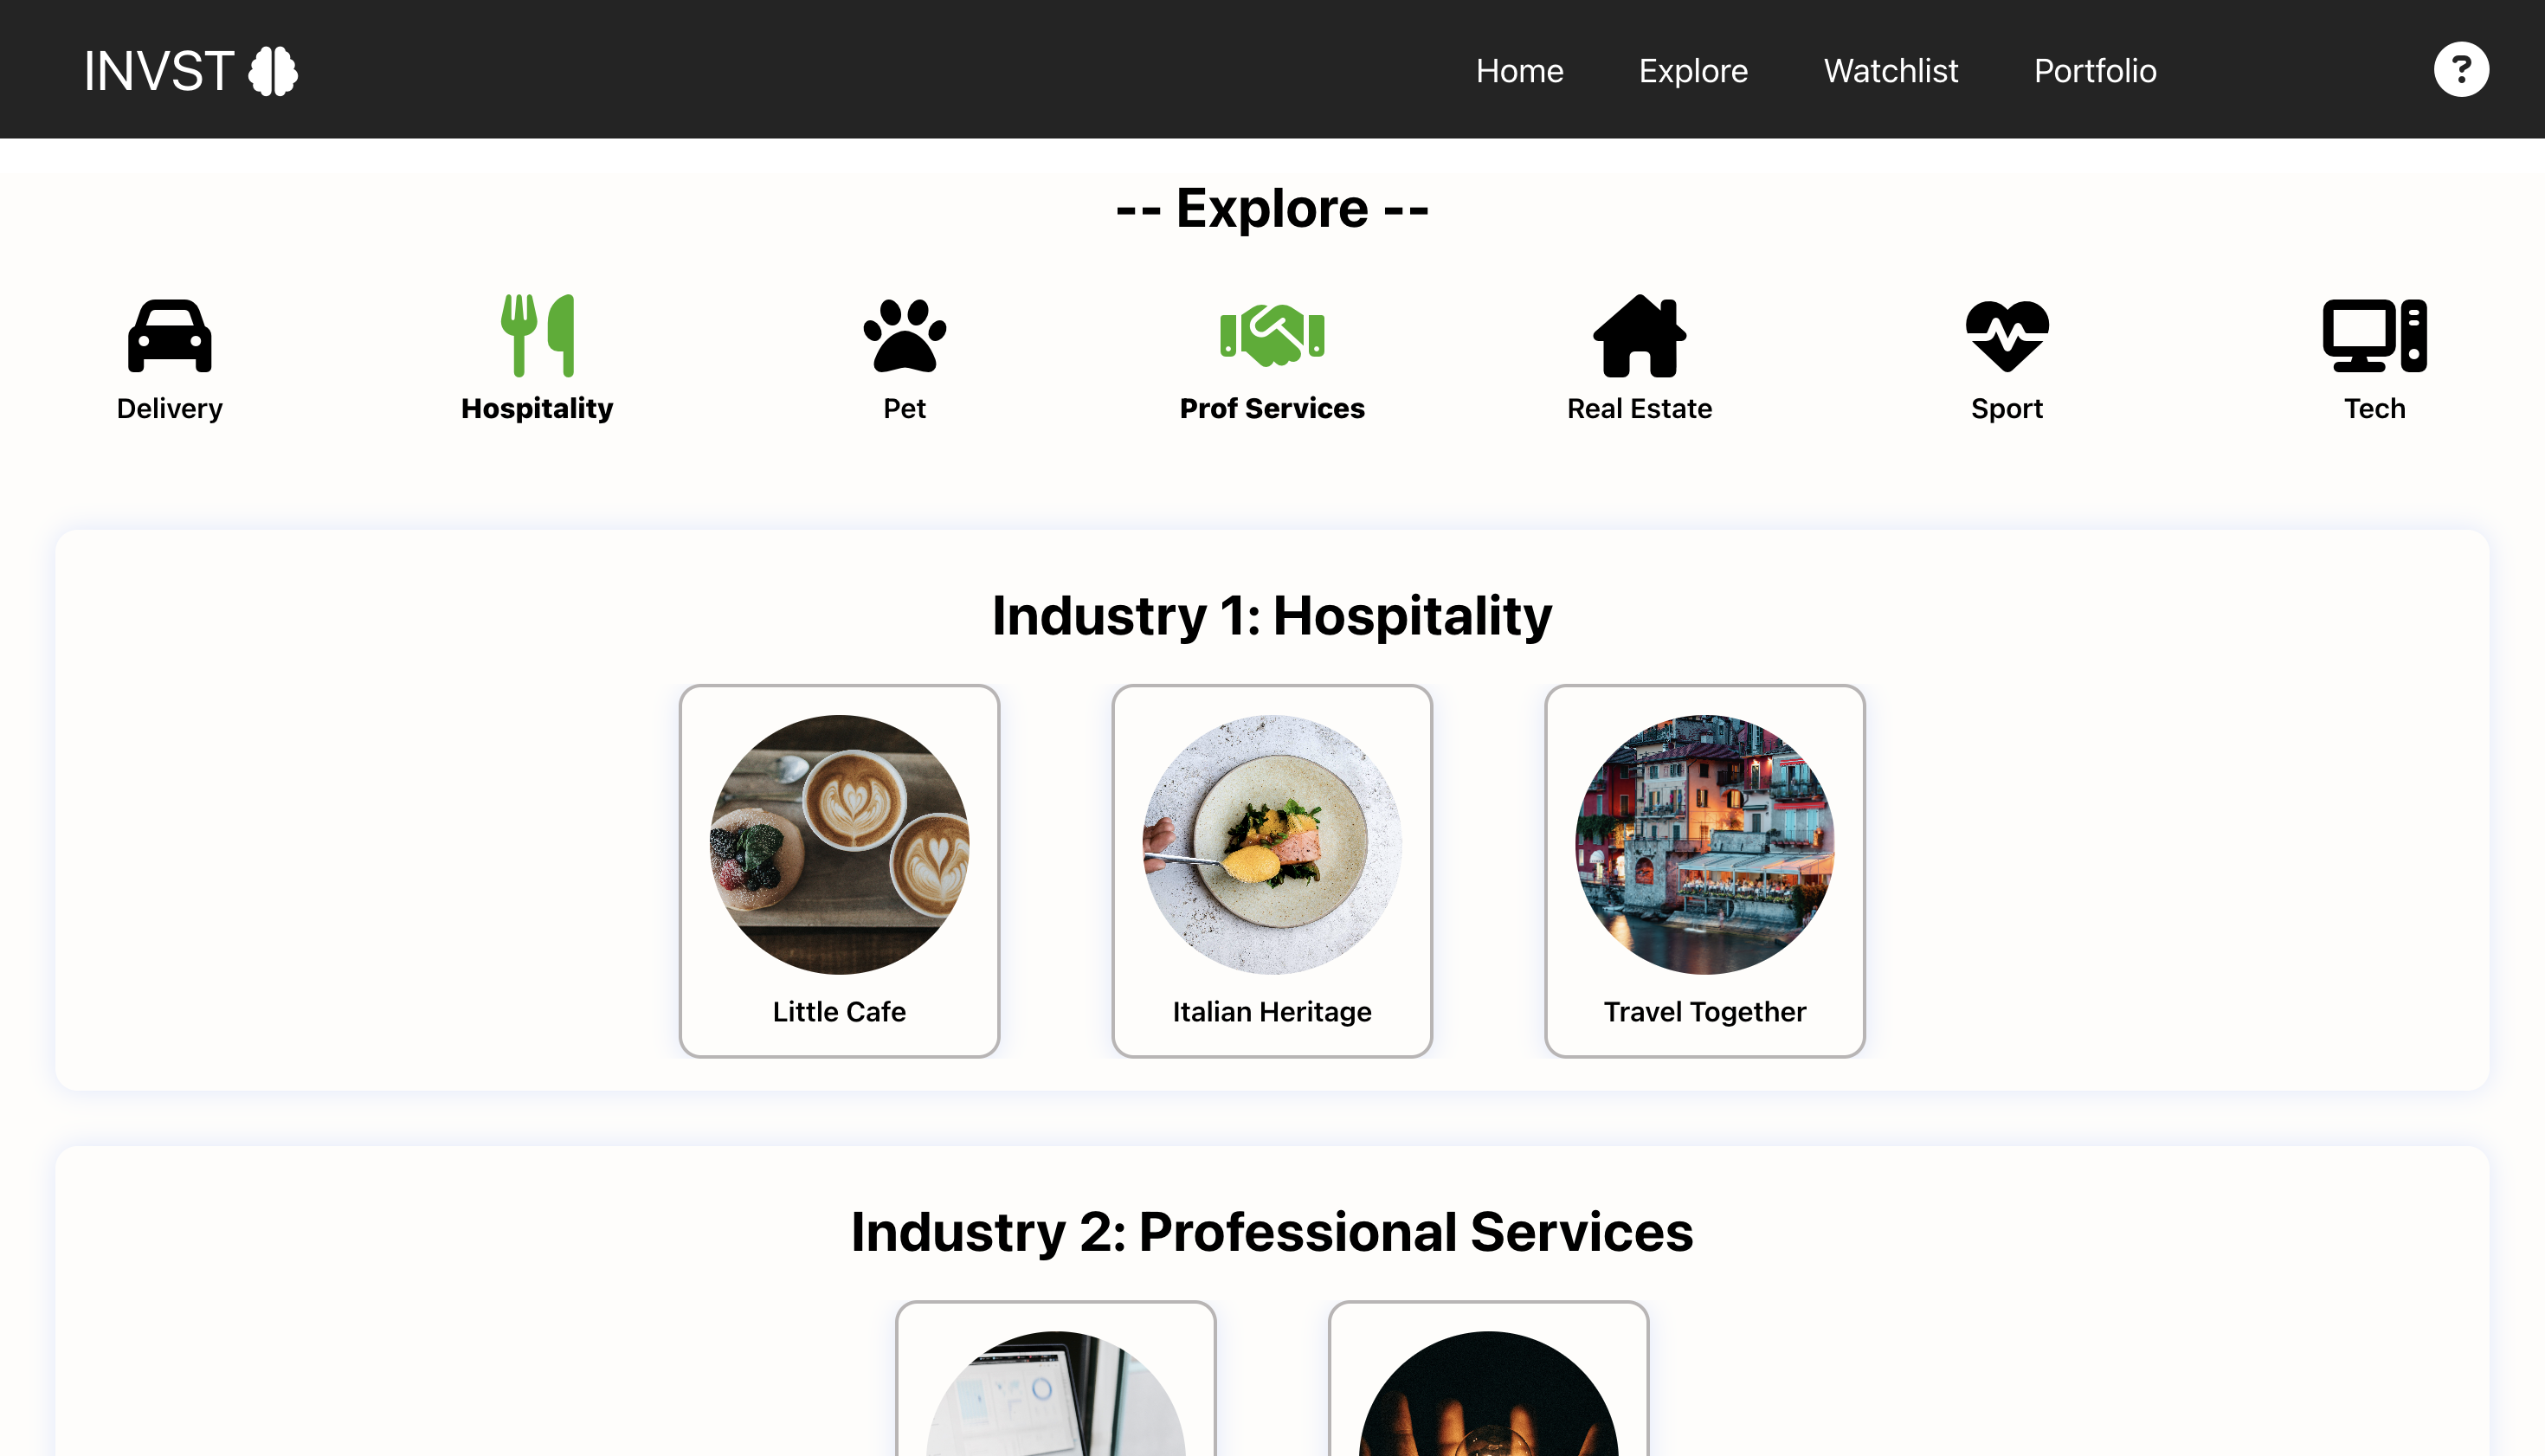 INVST
Home Explore Watchlist Portfolio ?
-- Explore --
Delivery Hospitality Pet Prof Services Real Estate Sport Tech
Industry 1: Hospitality
Little Cafe Italian Heritage Travel Together
Industry 2: Professional Services